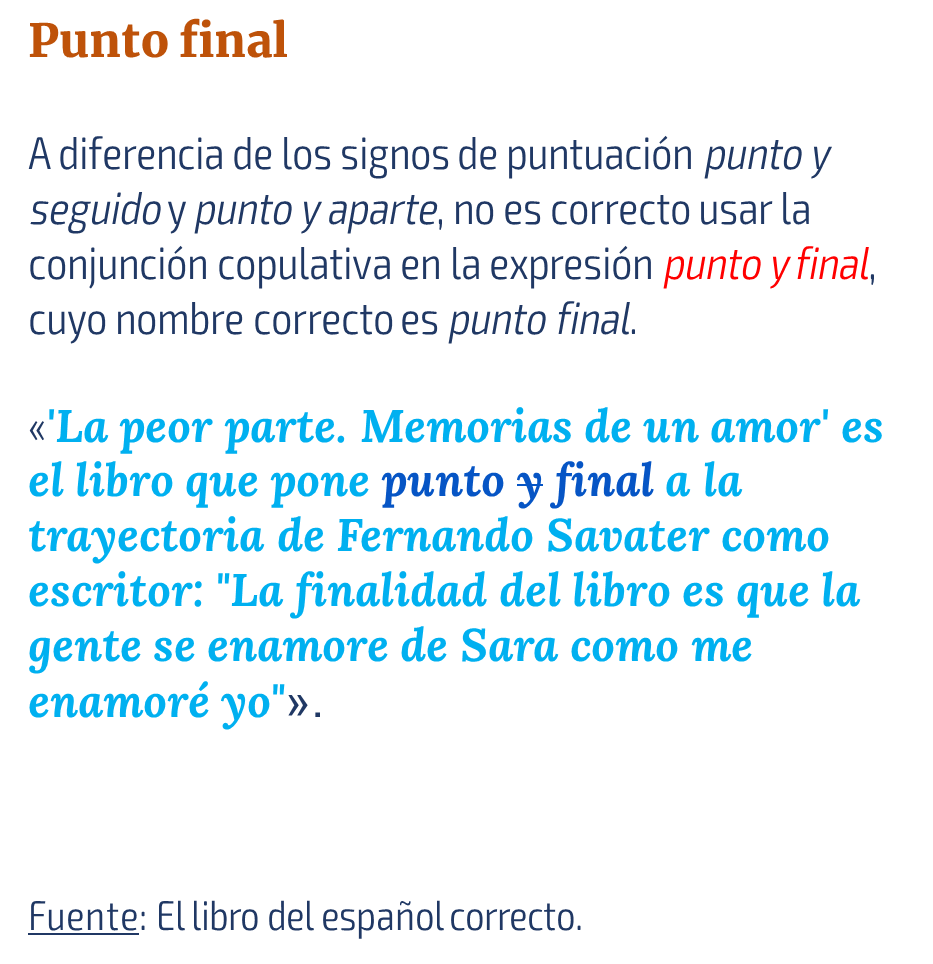 Punto final
A diferencia de los signos de puntuación punto y
seguido y punto y aparte, no es correcto usar la
conjunción copulativa en la expresión punto y final,
cuyo nombre correcto es punto final.
«'La peor parte. Memorias de un amor' es
el libro que pone punto y final a la
trayectoria de Fernando Savater como
escritor: "La finalidad del libro es que la
gente se enamore de Sara como me
enamoré yo"».
Fuente: El libro del español correcto.